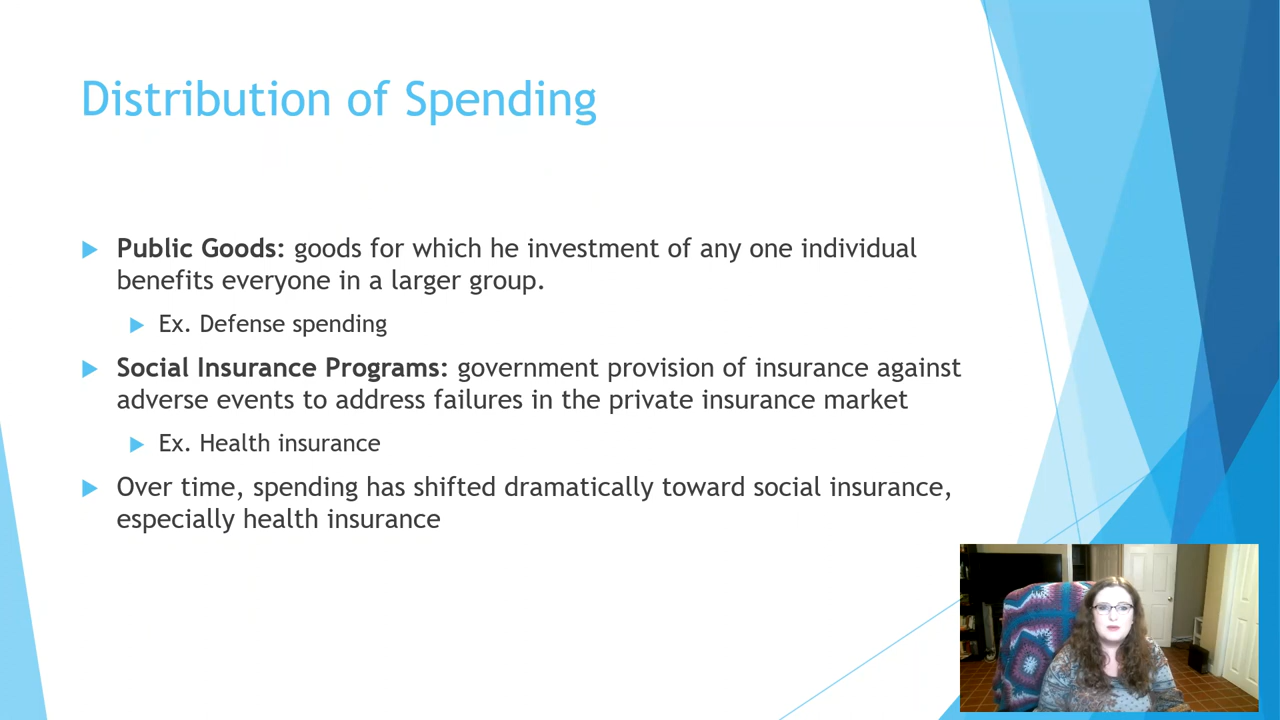 Distribution of Spending
Public Goods: goods for which he investment of any one individual
benefits everyone in a larger group.
Ex. Defense spending
Social Insurance Programs: government provision of insurance against
adverse events to address failures in the private insurance market
Ex. Health insurance
Over time, spending has shifted dramatically toward social insurance,
especially health insurance